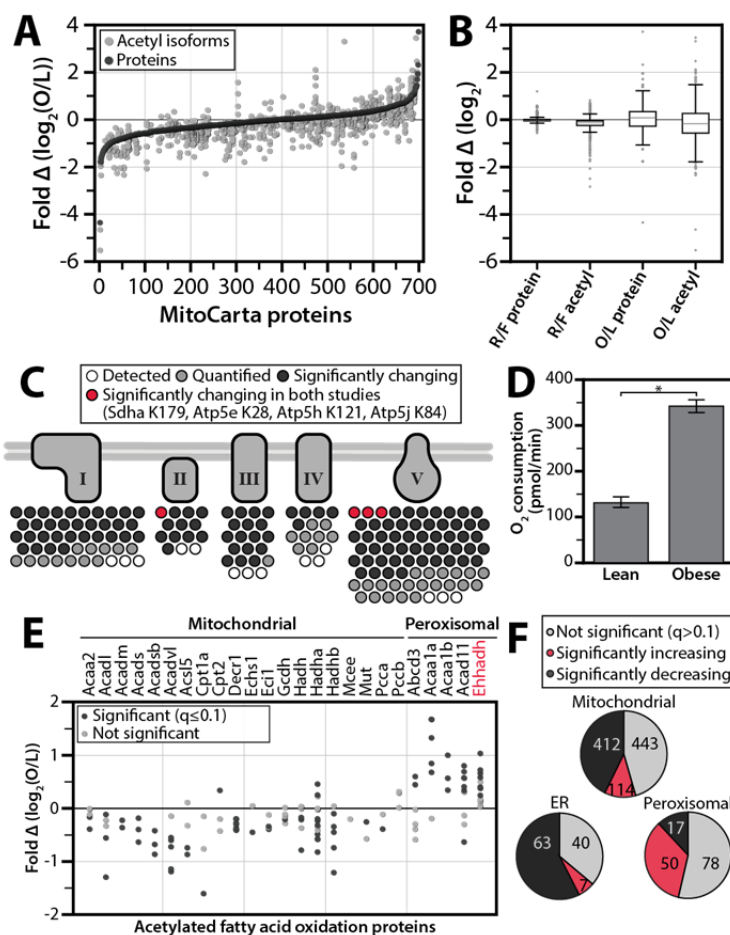 A
Acetyl isoforms
Proteins
Fold Δ (log2(O/L))
4
2
0
-2
-4
-6
0 100 200 300 400 500 600 700
MitoCarta proteins
B
Fold Δ (log2)
4
2
0
-2
-4
-6
R/F protein
R/F acetyl
O/L protein
O/L acetyl
C
Detected Quantified Significantly changing
Significantly changing in both studies
(Sdha K179, Atp5e K28, Atp5h K121, Atp5j K84)
I II III IV V
D
O2 consumption
(pmol/min)
400
300
200
100
0
*
Lean Obese
E
Mitochondrial
Peroxisomal
Acaa2
Acadl
Acadm
Acads
Acadsb
Acadvl
Acsl5
Cpt1a
Cpt2
Decr1
Echs1
Eci1
Gcdh
Hadh
Hadha
Hadhb
Mcee
Mut
Pcca
Pccb
Abcd3
Acaa1a
Acaa1b
Acad11
Ehhadh
Significant (q≤0.1)
Not significant
Fold Δ (log2(O/L))
2
1
0
-1
-2
Acetylated fatty acid oxidation proteins
F
Not significant (q>0.1)
Significantly increasing
Significantly decreasing
Mitochondrial
412 443
114
ER
63 40
7
Peroxisomal
17
50 78